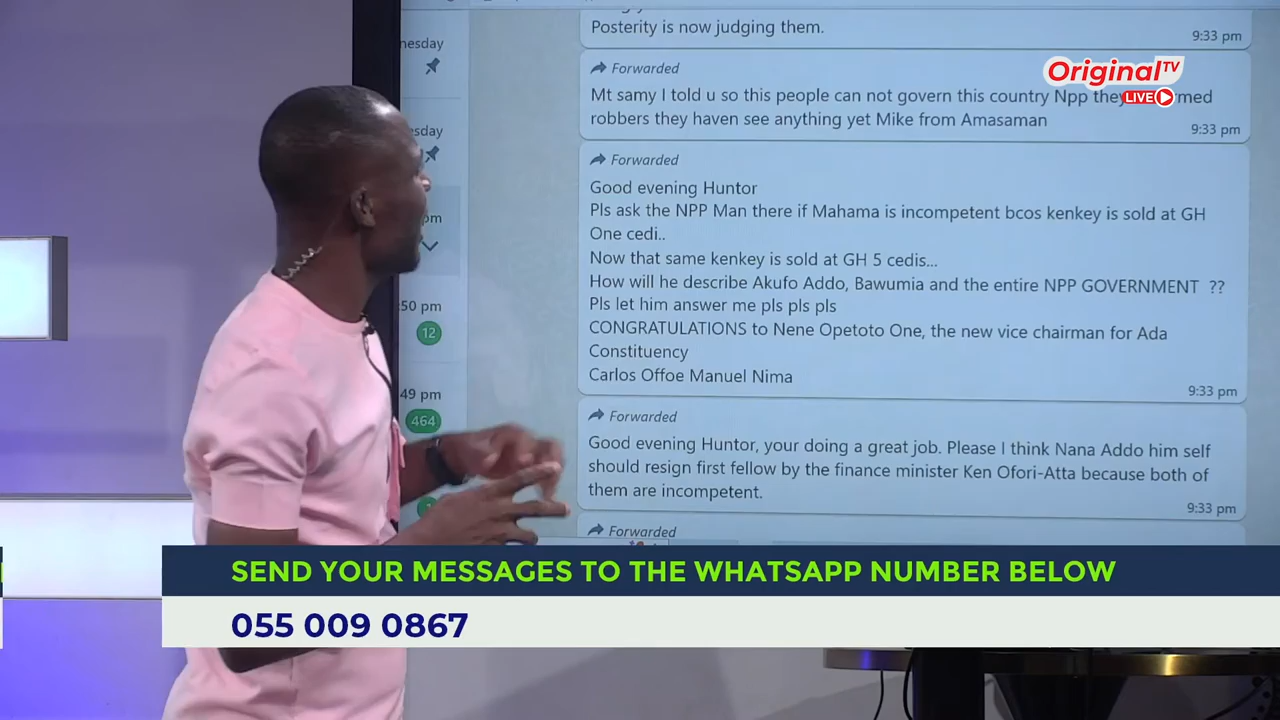 nesday
sday
pm
:50 pm
12
49 pm
464
Posterity is now judging them.
9:33 pm
Original TV
LIVE
Forwarded
Mt samy I told u so this people can not govern this country Npp they
robbers they haven see anything yet Mike from Amasaman
9:33 pm
Forwarded
Good evening Huntor
Pls ask the NPP Man there if Mahama is incompetent bcos kenkey is sold at GH
One cedi..
Now that same kenkey is sold at GH 5 cedis...
How will he describe Akufo Addo, Bawumia and the entire NPP GOVERNMENT ??
Pls let him answer me pls pls pls
CONGRATULATIONS to Nene Opetoto One, the new vice chairman for Ada
Constituency
Carlos Offoe Manuel Nima
9:33 pm
Forwarded
Good evening Huntor, your doing a great job. Please I think Nana Addo him self
should resign first fellow by the finance minister Ken Ofori-Atta because both of
them are incompetent.
9:33 pm
Forwarded
SEND YOUR MESSAGES TO THE WHATSAPP NUMBER BELOW
055 009 0867